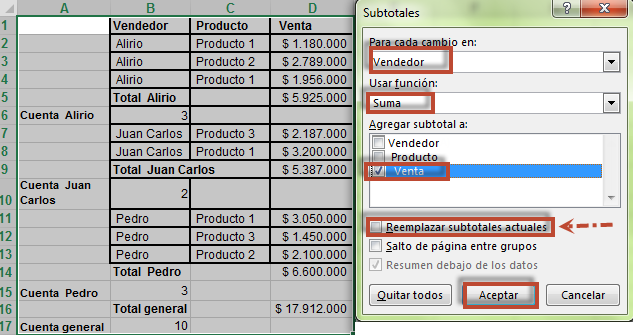 A B C D
1 Vendedor Producto Venta
2 Alirio Producto 1 $ 1.180.000
3 Alirio Producto 2 $ 2.789.000
4 Alirio Producto 1 $ 1.956.000
5 Total Alirio $ 5.925.000
6 Cuenta Alirio 3
7 Juan Carlos Producto 3 $ 2.187.000
8 Juan Carlos Producto 1 $ 3.200.000
9 Total Juan Carlos $ 5.387.000
10 Cuenta Juan Carlos 2
11 Pedro Producto 1 $ 3.050.000
12 Pedro Producto 3 $ 1.450.000
13 Pedro Producto 2 $ 2.100.000
14 Total Pedro $ 6.600.000
15 Cuenta Pedro 3
16 Total general $ 17.912.000
17 Cuenta general 10
Subtotales
Para cada cambio en:
Vendedor
Usar función:
Suma
Agregar subtotal a:
Vendedor
Producto
Venta
Reemplazar subtotales actuales
Salto de página entre grupos
Resumen debajo de los datos
Quitar todos Aceptar Cancelar